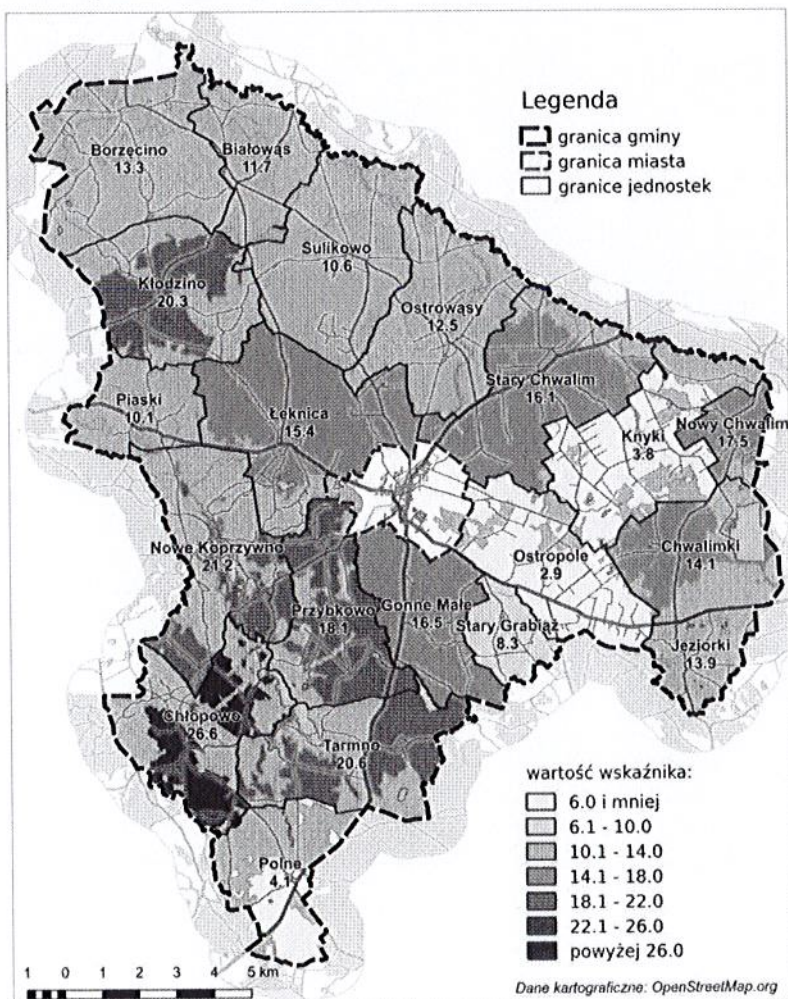 Legenda
granica gminy
granica miasta
granice jednostek
Borzęcino
13.3
Białowąs
11.7
Sulikowo
10.6
Kłodzino
20.3
Ostrowąsy
12.5
Stary Chwalim
16.1
Piaski
10.1
Łęknica
15.4
Knyki
3.8
Nowy Chwalim
17.5
Nowe Koprzywno
21.2
Ostropole
2.9
Chwalimki
14.1
Przybkowo
18.1
Gonne Małe
16.5
Stary Grabiąż
8.3
Jeziorki
13.9
Chłopowo
26.6
Tarmno
20.6
Polne
4.1
wartość wskaźnika:
6.0 i mniej
6.1 - 10.0
10.1 - 14.0
14.1 - 18.0
18.1 - 22.0
22.1 - 26.0
powyżej 26.0
1 0 1 2 3 4 5 km
Dane kartograficzne: OpenStreetMap.org